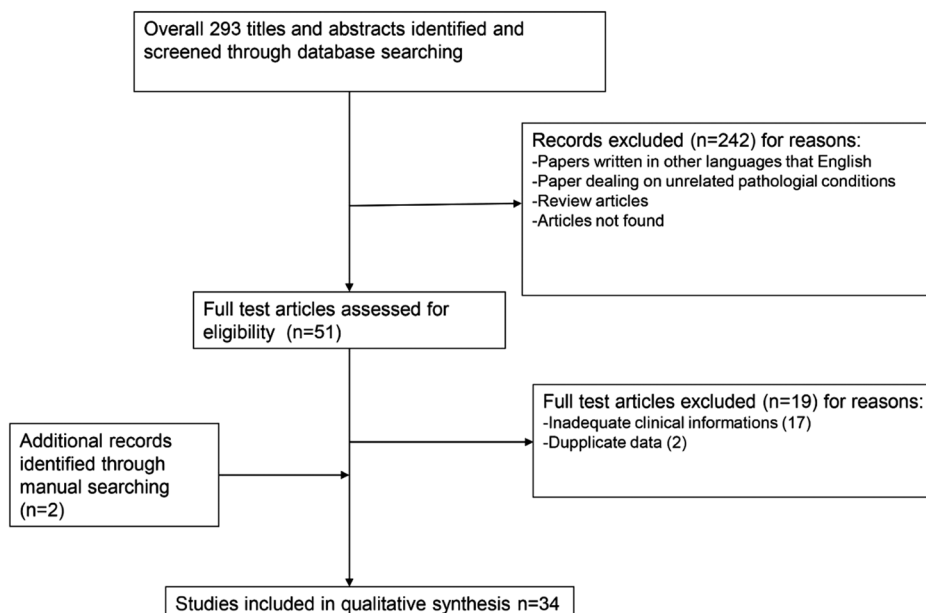 Overall 293 titles and abstracts identified and
screened through database searching
Records excluded (n=242) for reasons:
-Papers written in other languages that English
-Paper dealing on unrelated pathologial conditions
-Review articles
-Articles not found
Full test articles assessed for
eligibility (n=51)
Full test articles excluded (n=19) for reasons:
-Inadequate clinical informations (17)
-Dupplicate data (2)
Additional records
identified through
manual searching
(n=2)
Studies included in qualitative synthesis n=34